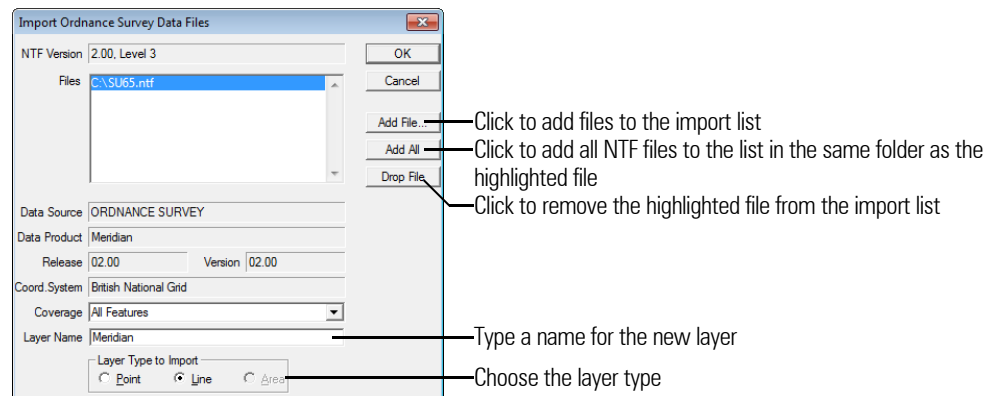 Import Ordnance Survey Data Files
NTF Version 2.00, Level 3
OK
Files C:\SU65.ntf
Cancel
Add File...
Click to add files to the import list
Add All
Click to add all NTF files to the list in the same folder as the
highlighted file
Drop File
Click to remove the highlighted file from the import list
Data Source ORDNANCE SURVEY
Data Product Meridian
Release 02.00 Version 02.00
Coord.System British National Grid
Coverage All Features
Layer Name Meridian
Type a name for the new layer
Layer Type to Import
Point Line Area
Choose the layer type